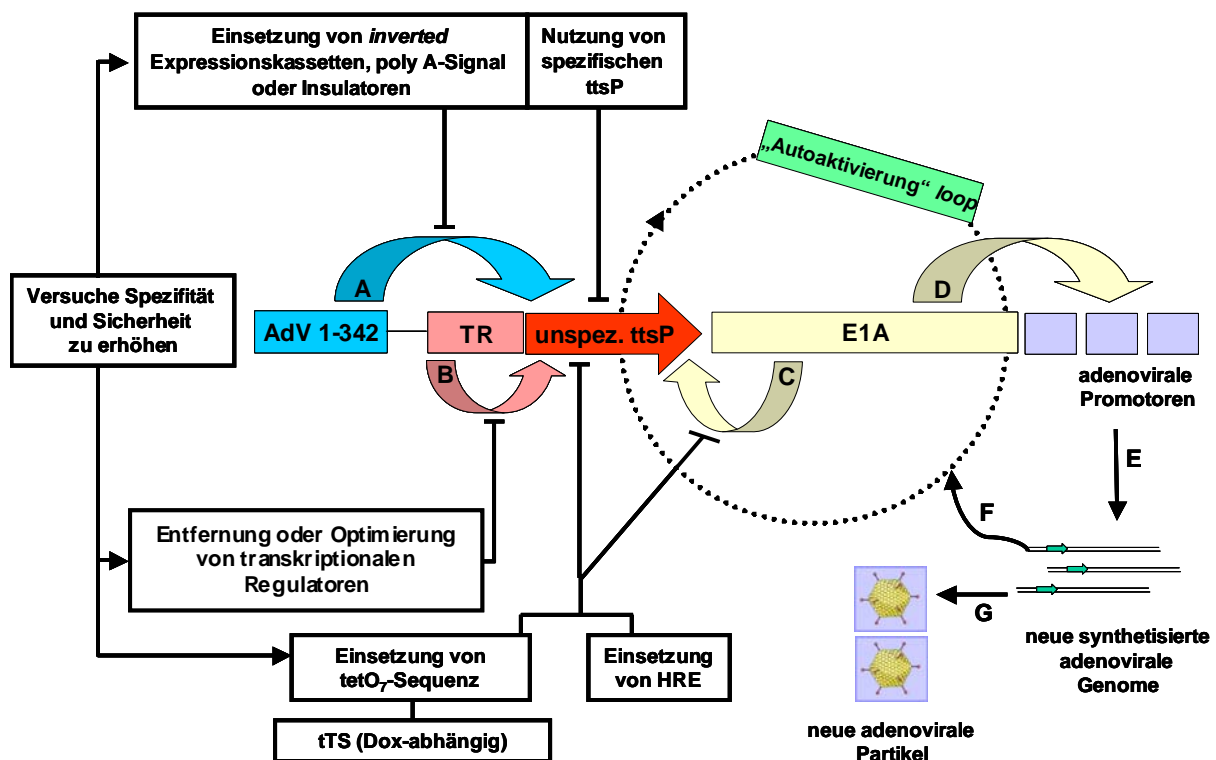 Einsetzung von inverted
Expressionskassetten, poly A-Signal
oder Insulatoren
Nutzung von
spezifischen
ttsP
„Autoaktivierung“ loop
Versuche Spezifität
und Sicherheit
zu erhöhen
A
D
AdV 1-342
TR
unspez. ttsP
E1A
B
C
adenovirale
Promotoren
E
F
Entfernung oder Optimierung
von transkriptionalen
Regulatoren
G
neue synthetisierte
adenovirale
Genome
Einsetzung von
tetO₇-Sequenz
Einsetzung
von HRE
tTS (Dox-abhängig)
neue adenovirale
Partikel